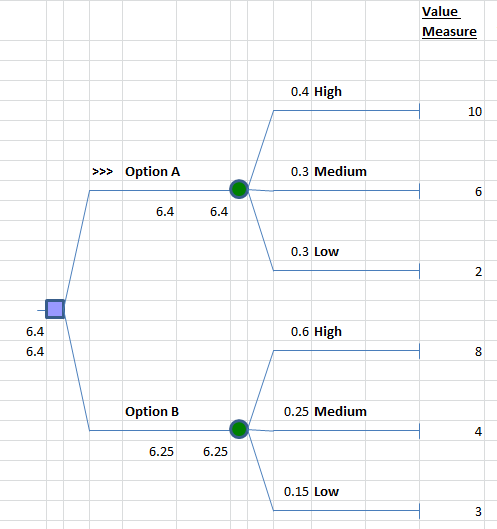 Value
Measure
0.4 High
10
>>> Option A
0.3 Medium
6
6.4 6.4
0.3 Low
2
6.4
6.4
0.6 High
8
Option B
0.25 Medium
4
6.25 6.25
0.15 Low
3